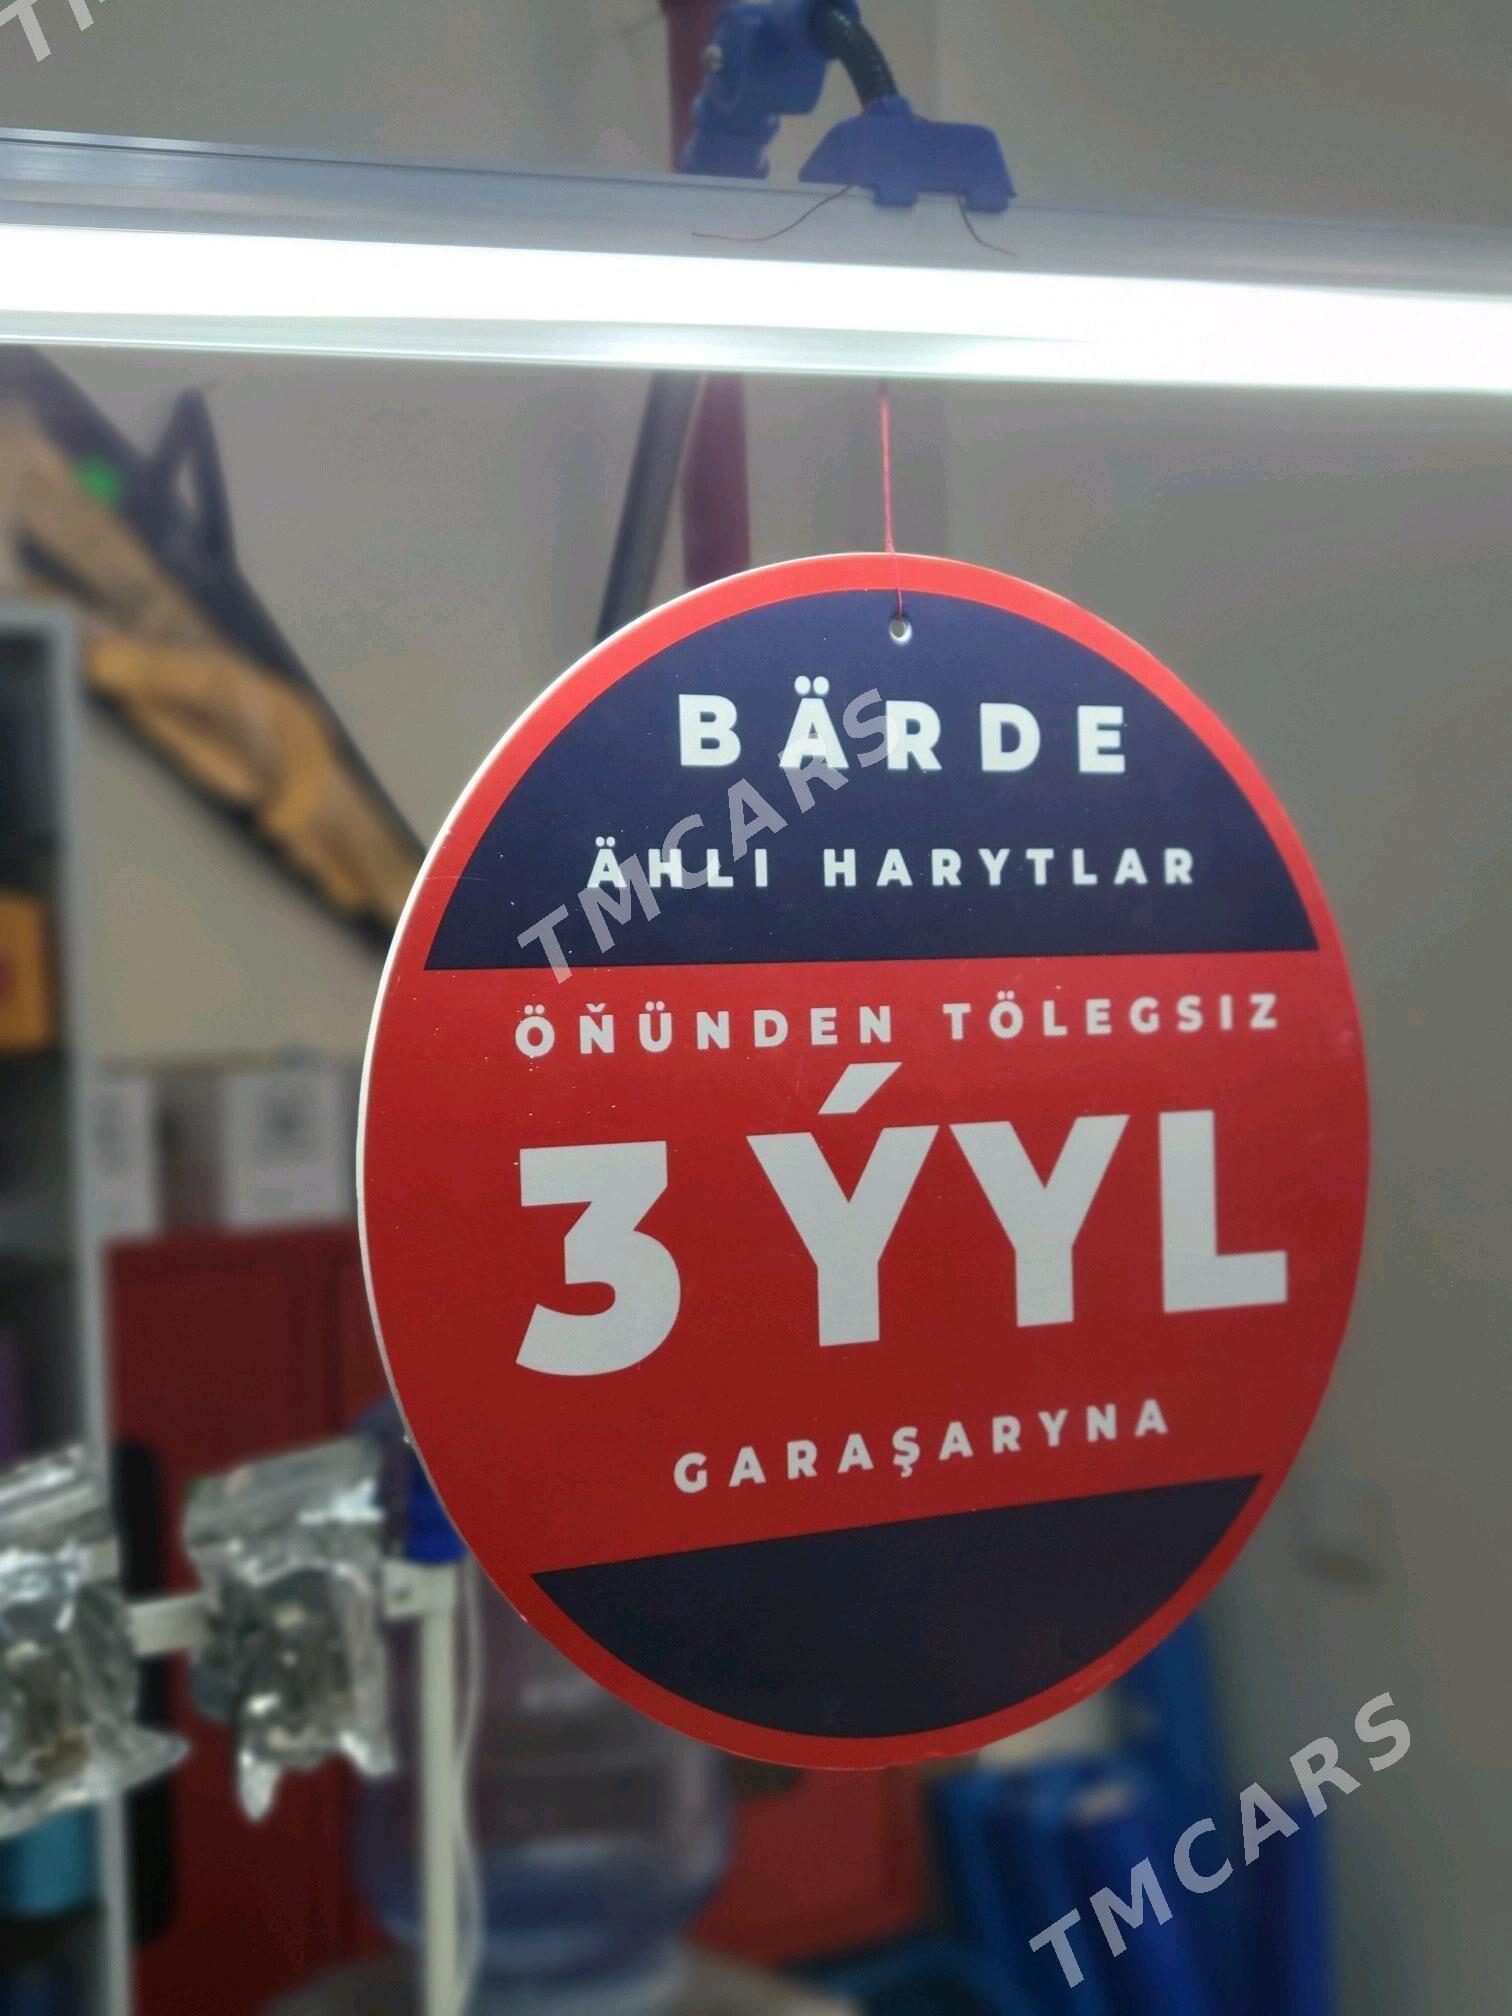 BÄRDE
ÄHLI HARYTLAR
ÖŇÜNDEN TÖLEGSIZ
3 ÝYL
GARAŞARYNA
TMCARS
TMCARS